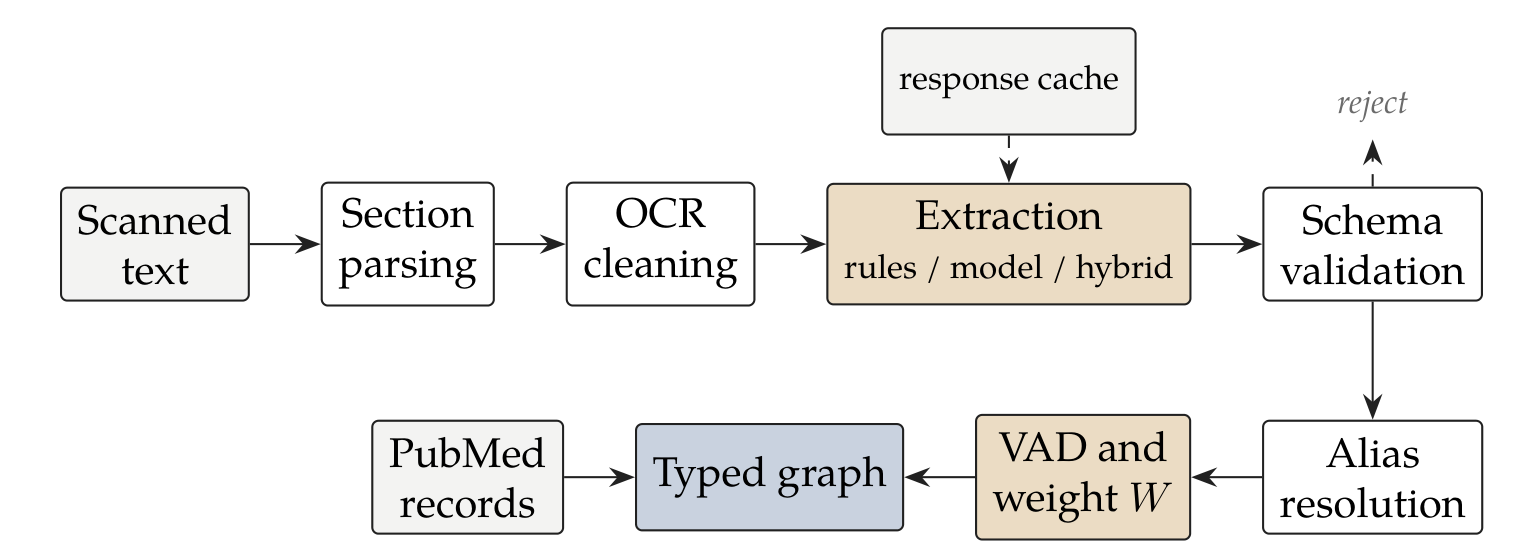 response cache
reject
Scanned
text
Section
parsing
OCR
cleaning
Extraction
rules / model / hybrid
Schema
validation
PubMed
records
Typed graph
VAD and
weight W
Alias
resolution